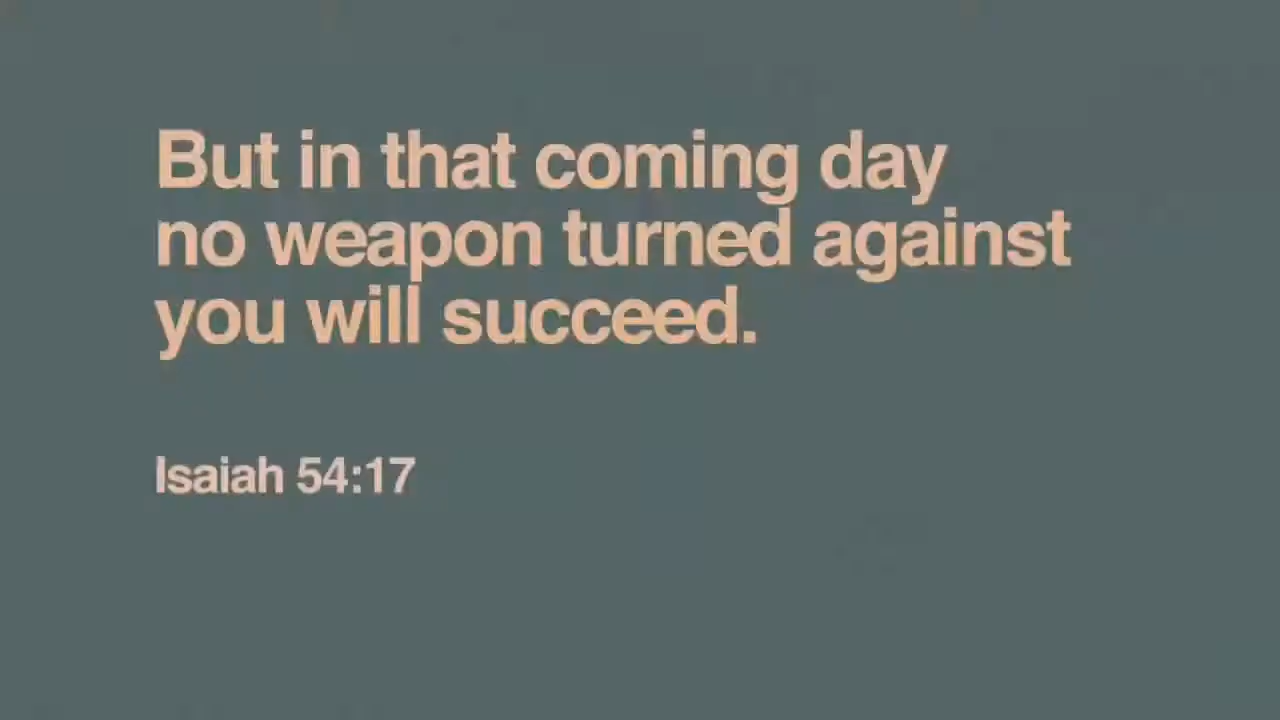 But in that coming day
no weapon turned against
you will succeed.
Isaiah 54:17